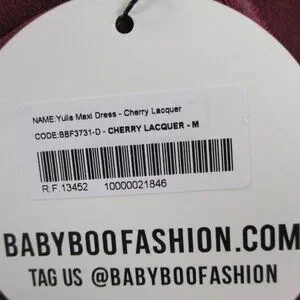 NAME:Yulia Maxi Dress - Cherry Lacquer
CODE:BBF3731-D - CHERRY LACQUER - M
R.F.13452 10000021846
BABYBOOFASHION.COM
TAG US @BABYBOOFASHION